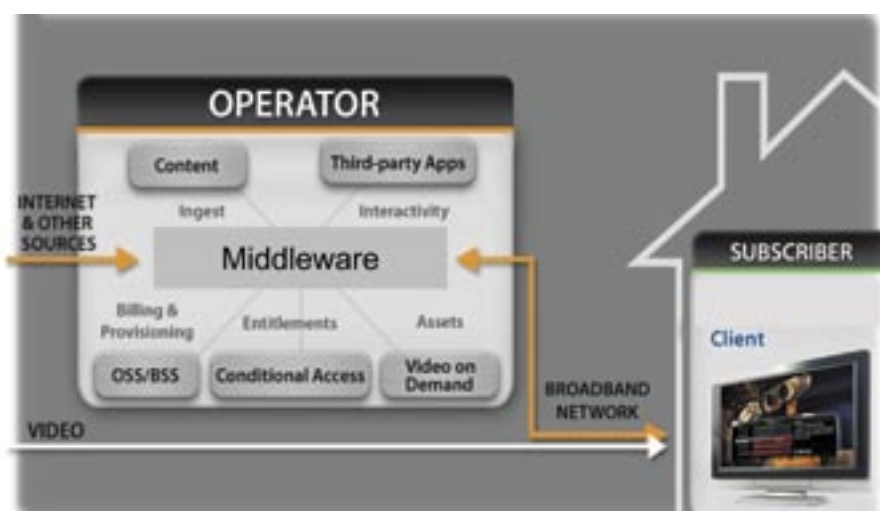 OPERATOR
Content
Third-party Apps
INTERNET
& OTHER
SOURCES
Ingest
Interactivity
Middleware
SUBSCRIBER
Billing &
Provisioning
Entitlements
Assets
Client
OSS/BSS
Conditional Access
Video on
Demand
BROADBAND
NETWORK
VIDEO